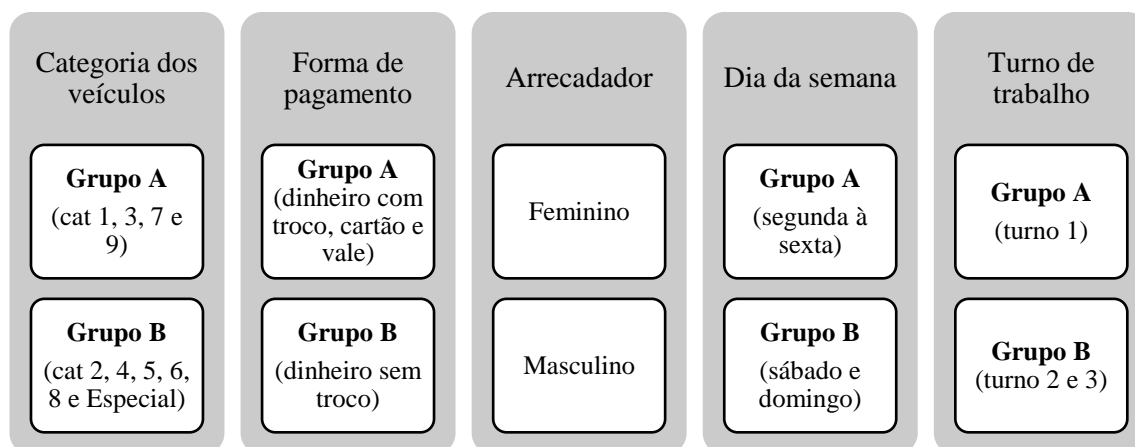 Categoria dos
veículos
Grupo A
(cat 1, 3, 7 e
9)
Grupo B
(cat 2, 4, 5, 6,
8 e Especial)
Forma de
pagamento
Grupo A
(dinheiro com
troco, cartão e
vale)
Grupo B
(dinheiro sem
troco)
Arrecadador
Feminino
Masculino
Dia da semana
Grupo A
(segunda à
sexta)
Grupo B
(sábado e
domingo)
Turno de
trabalho
Grupo A
(turno 1)
Grupo B
(turno 2 e 3)